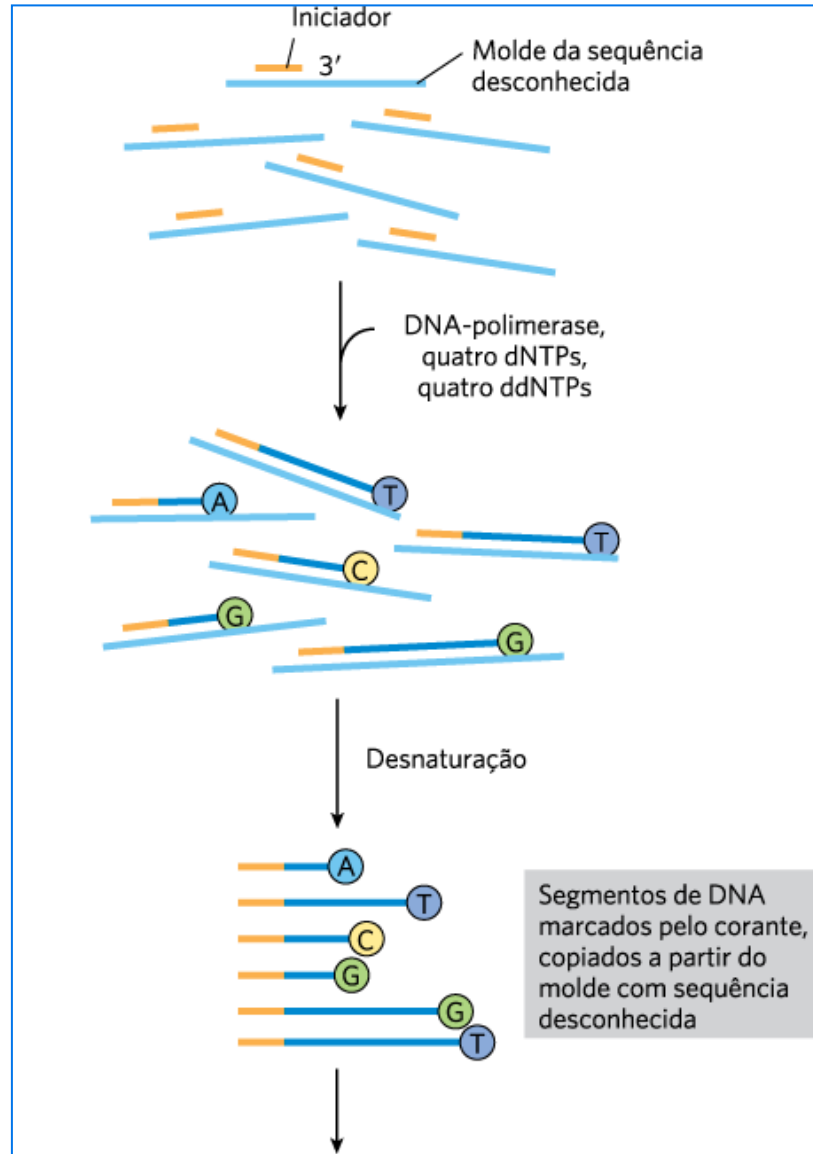 Iniciador
3′
Molde da sequência
desconhecida
DNA-polimerase,
quatro dNTPs,
quatro ddNTPs
T
A
T
C
G
G
Desnaturação
A
T
C
G
G
T
Segmentos de DNA
marcados pelo corante,
copiados a partir do
molde com sequência
desconhecida